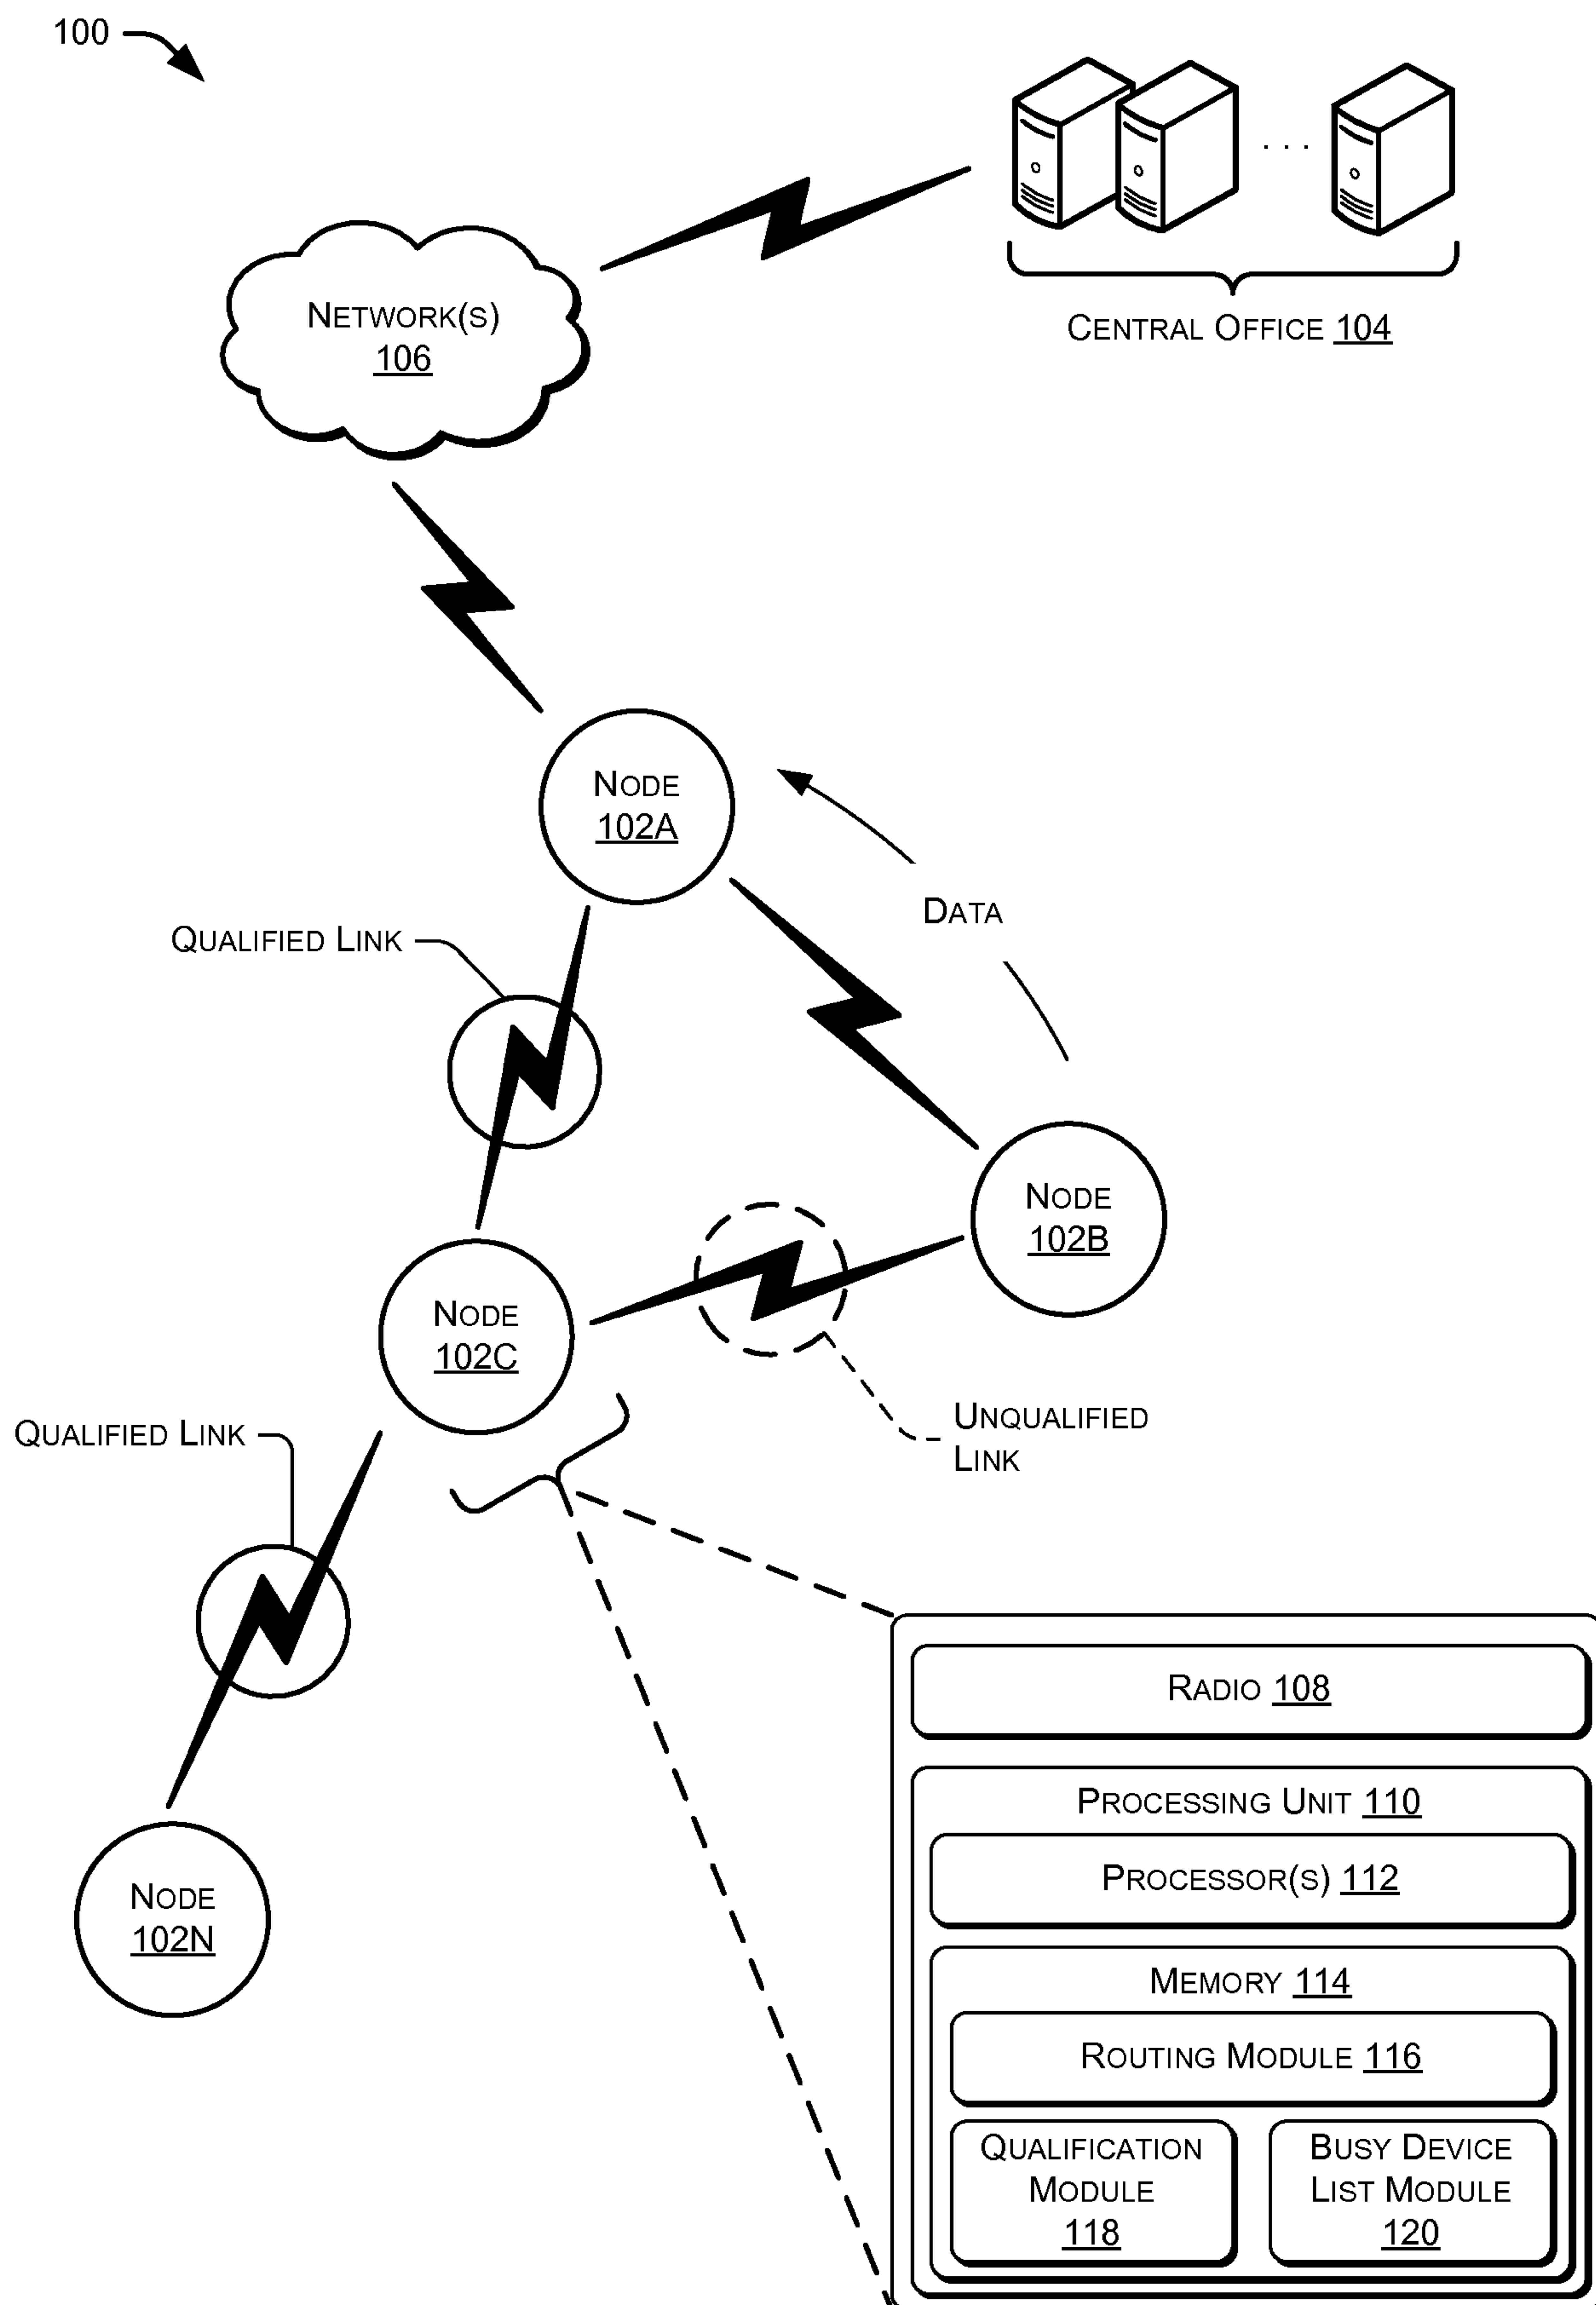 100
NETWORK(S)
106
CENTRAL OFFICE 104
NODE
102A
DATA
QUALIFIED LINK
NODE
102B
NODE
102C
UNQUALIFIED
LINK
QUALIFIED LINK
NODE
102N
RADIO 108
PROCESSING UNIT 110
PROCESSOR(S) 112
MEMORY 114
ROUTING MODULE 116
QUALIFICATION
MODULE
118
BUSY DEVICE
LIST MODULE
120